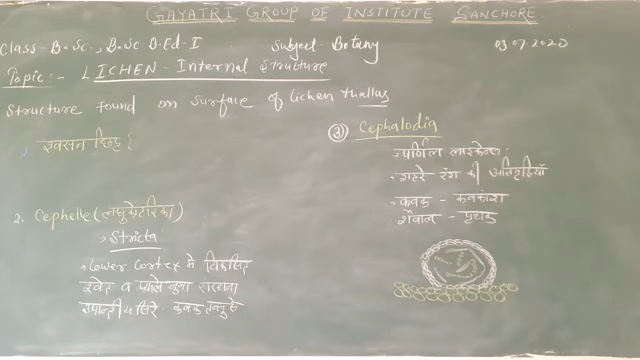 GAYATRI GROUP OF INSTITUTE SANCHORE
Class - B.Sc., B.Sc B.Ed-I Subject - Botany 03.07.2020
Topic :- LICHEN - Internal Structure
Structure found on surface of lichen thallus
1. श्वसन छिद्र {
2. Cephelle (लघुकोटरिका)
Stricta
Lower cortex में विकसित
श्वेत व प्याले नुमा संरचना
कवक तन्तु से
③ Cephalodia
पर्णिल लाइकेन्स
गहरे रंग की अतिवृद्धियाँ
कवक - कवकांश
शैवाल - पृथक